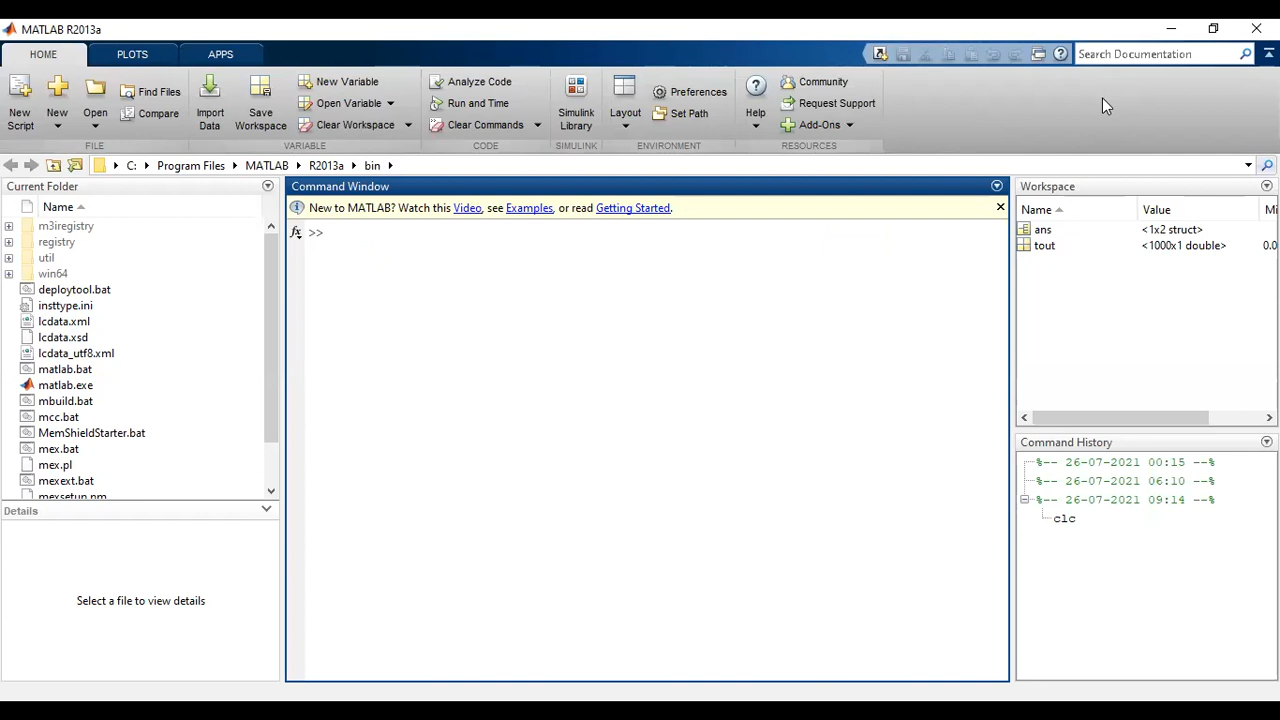 MATLAB R2013a
HOME PLOTS APPS
Search Documentation
New Script
New
Open
Find Files
Compare
FILE
Import Data
Save Workspace
New Variable
Open Variable
Clear Workspace
VARIABLE
Analyze Code
Run and Time
Clear Commands
CODE
Simulink Library
SIMULINK
Layout
Preferences
Set Path
ENVIRONMENT
Help
Community
Request Support
Add-Ons
RESOURCES
C: Program Files MATLAB R2013a bin
Current Folder
Name
m3iregistry
registry
util
win64
deploytool.bat
insttype.ini
lcdata.xml
lcdata.xsd
lcdata_utf8.xml
matlab.bat
matlab.exe
mbuild.bat
mcc.bat
MemShieldStarter.bat
mex.bat
mex.pl
mexext.bat
mexsetup.pm
Details
Select a file to view details
Command Window
New to MATLAB? Watch this Video, see Examples, or read Getting Started.
fx >>
Workspace
Name Value Mi
ans <1x2 struct>
tout <1000x1 double> 0.0
Command History
%-- 26-07-2021 00:15 --%
%-- 26-07-2021 06:10 --%
%-- 26-07-2021 09:14 --%
clc